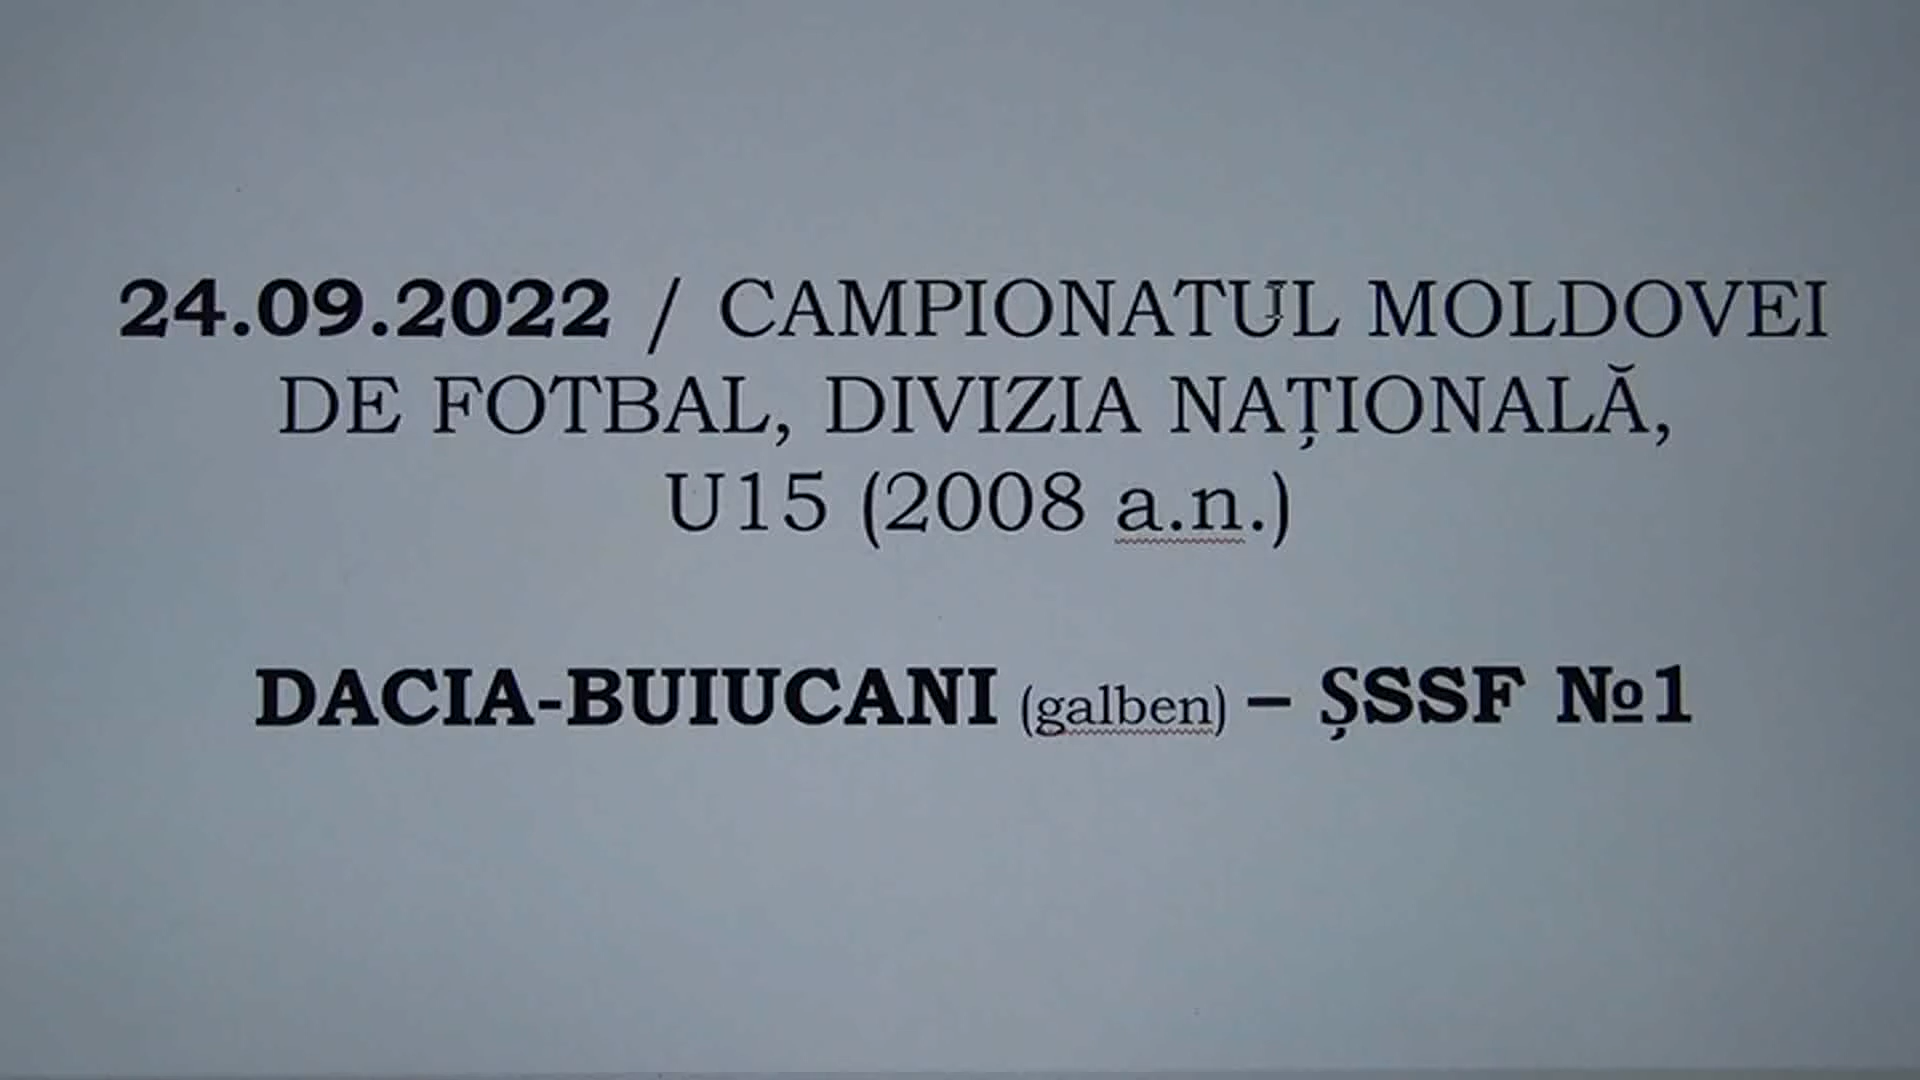 24.09.2022 / CAMPIONATUL MOLDOVEI
DE FOTBAL, DIVIZIA NAȚIONALĂ,
U15 (2008 a.n.)
DACIA-BUIUCANI (galben) – ȘSSF №1